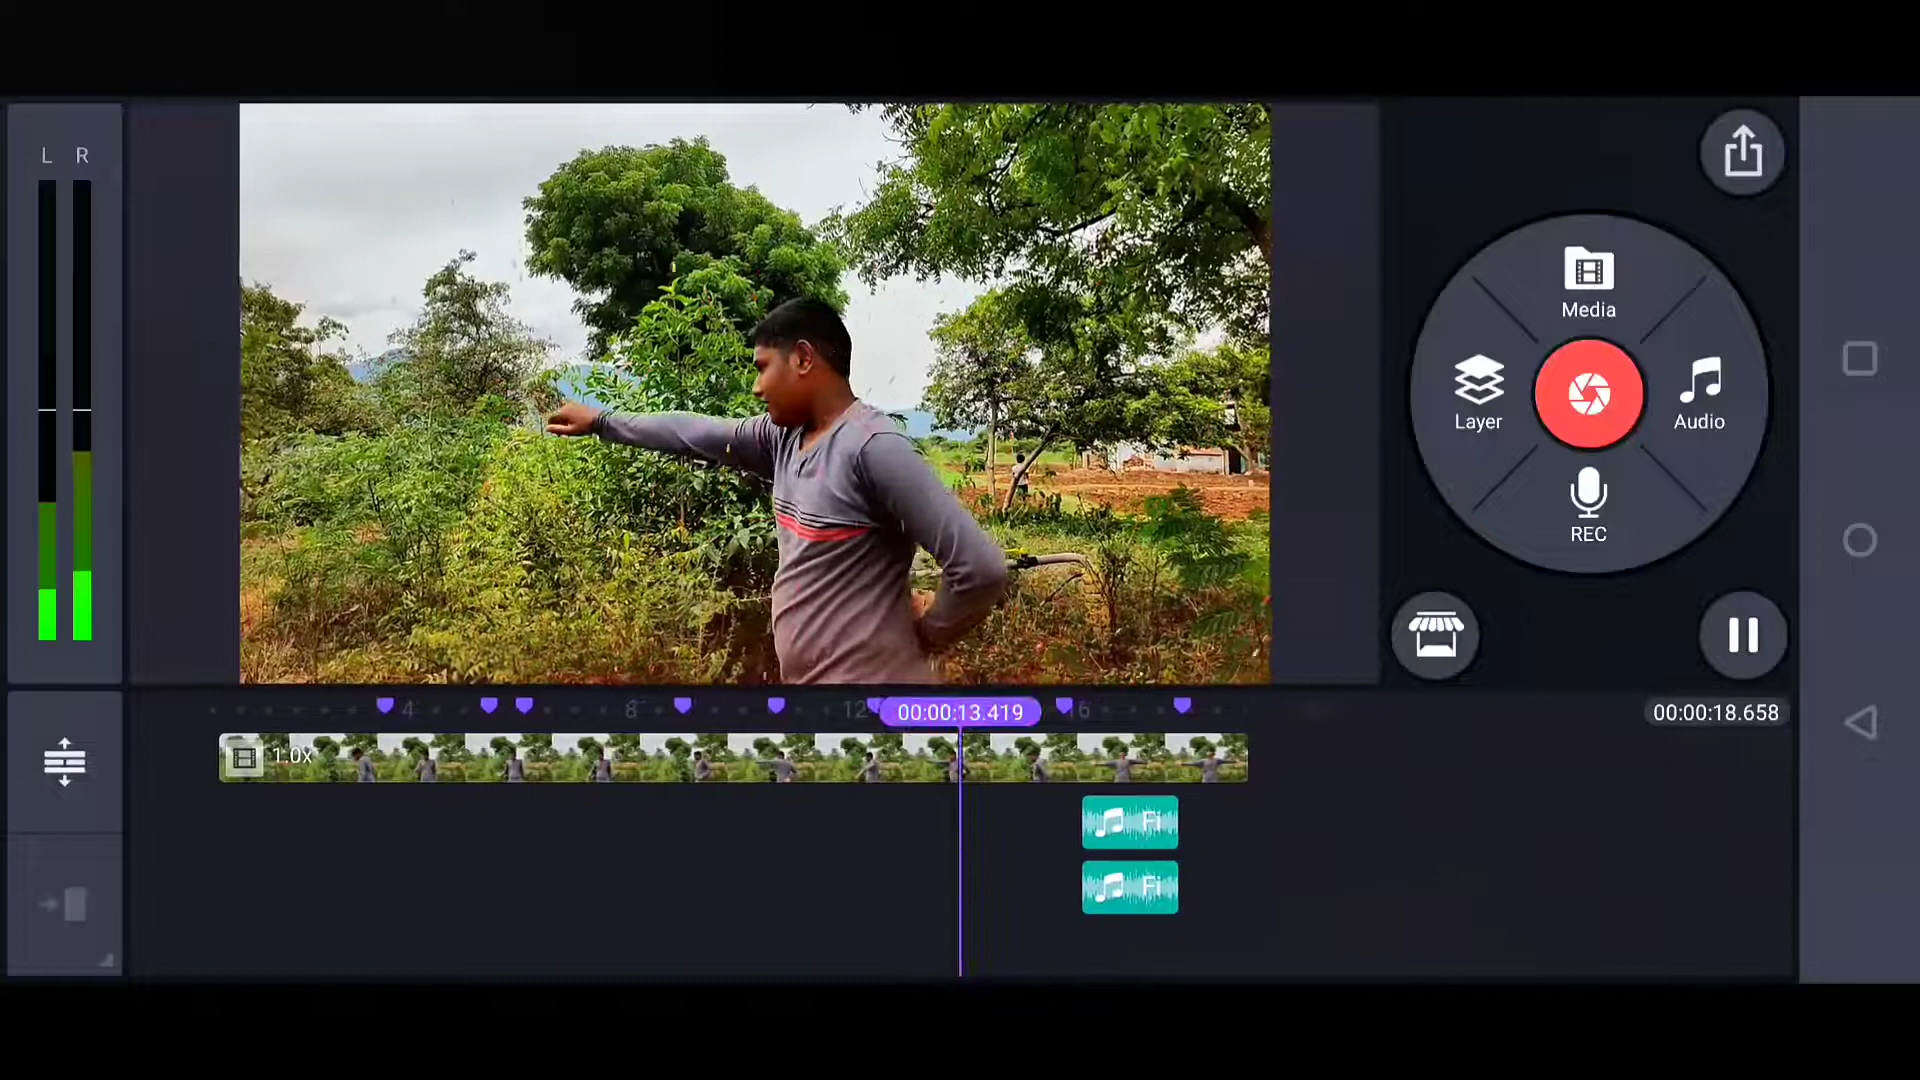 L R
Media
Layer
Audio
REC
4
8
12
00:00:13.419
16
00:00:18.658
1.0x
Fi
Fi